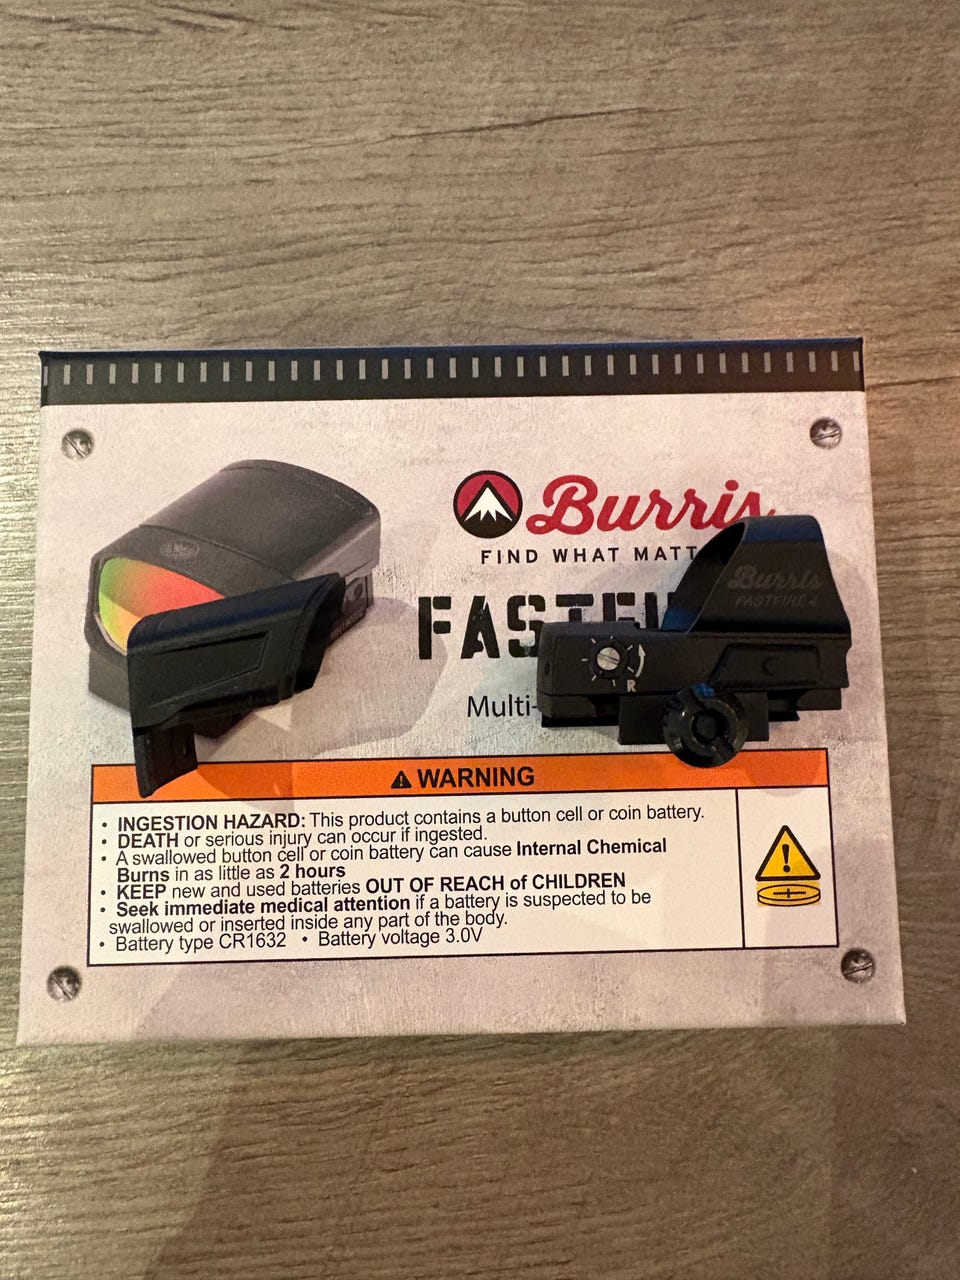 Burris
FIND WHAT MATT
FASTFI
Multi-
Burris
FASTFIRE 4
R
WARNING
• INGESTION HAZARD: This product contains a button cell or coin battery.
• DEATH or serious injury can occur if ingested.
• A swallowed button cell or coin battery can cause Internal Chemical
Burns in as little as 2 hours
• KEEP new and used batteries OUT OF REACH of CHILDREN
• Seek immediate medical attention if a battery is suspected to be
swallowed or inserted inside any part of the body.
• Battery type CR1632 • Battery voltage 3.0V